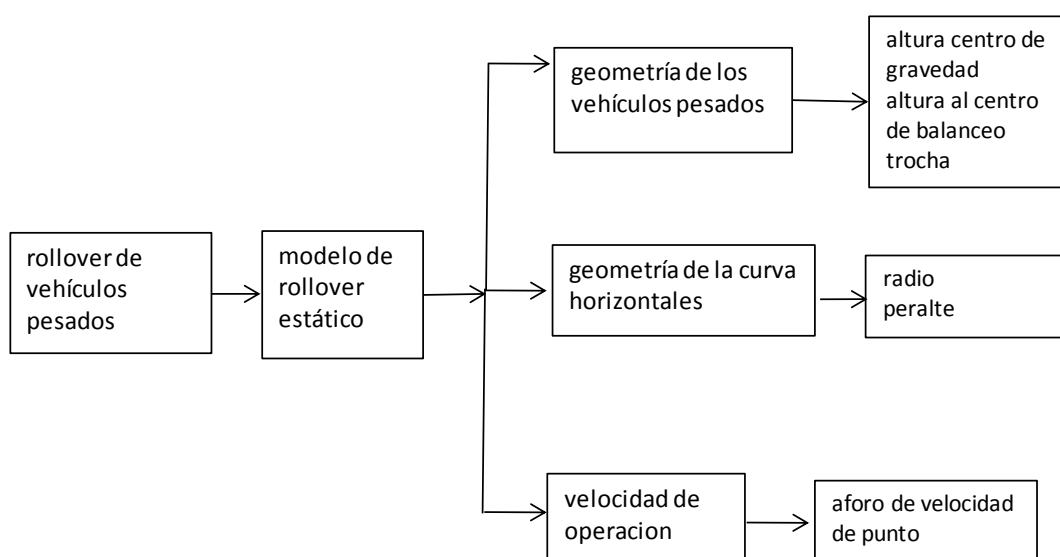 rollover de
vehículos
pesados
modelo de
rollover
estático
geometría de los
vehículos pesados
altura centro de
gravedad
altura al centro
de balanceo
trocha
geometría de la curva
horizontales
radio
peralte
velocidad de
operacion
aforo de velocidad
de punto